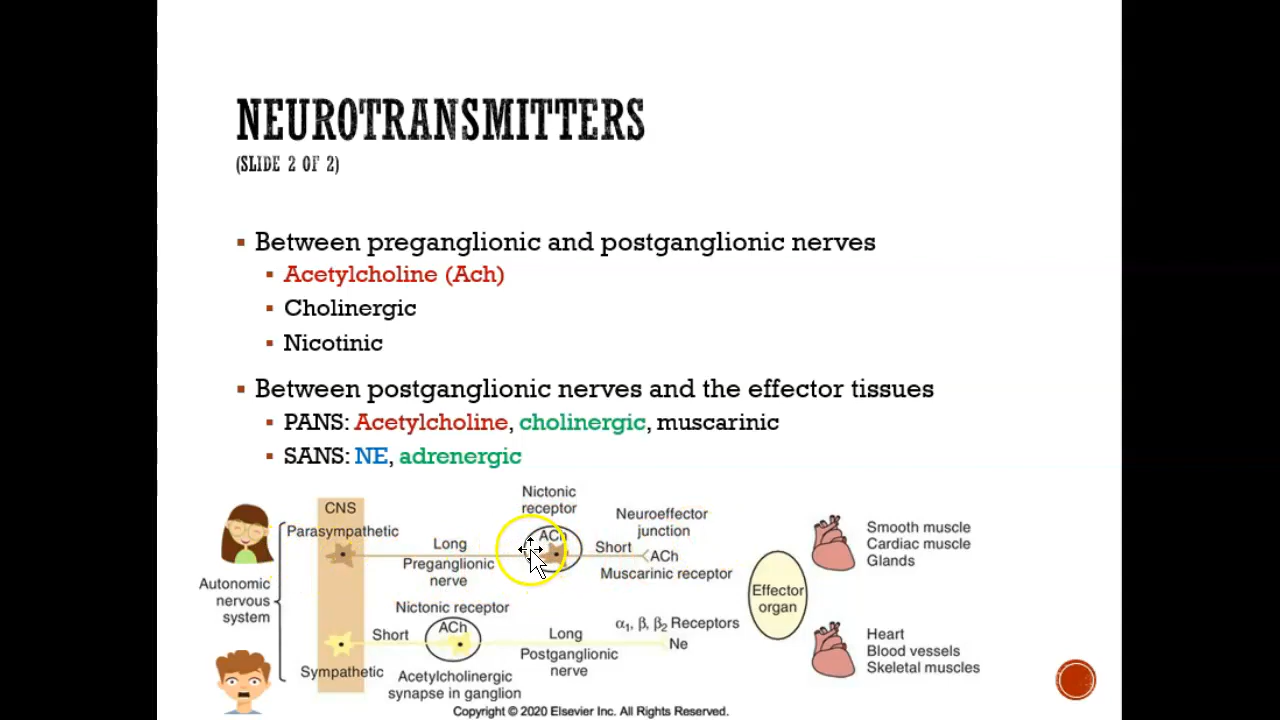 NEUROTRANSMITTERS
(SLIDE 2 OF 2)
Between preganglionic and postganglionic nerves
Acetylcholine (Ach)
Cholinergic
Nicotinic
Between postganglionic nerves and the effector tissues
PANS: Acetylcholine, cholinergic, muscarinic
SANS: NE, adrenergic
Autonomic
nervous
system
CNS
Parasympathetic
Long
Preganglionic
nerve
Nictonic
receptor
ACh
Short
Neuroeffector
junction
ACh
Muscarinic receptor
Sympathetic
Short
Nictonic receptor
ACh
Acetylcholinergic
synapse in ganglion
Long
Postganglionic
nerve
α1, β, β2 Receptors
Ne
Effector
organ
Smooth muscle
Cardiac muscle
Glands
Heart
Blood vessels
Skeletal muscles
Copyright © 2020 Elsevier Inc. All Rights Reserved.